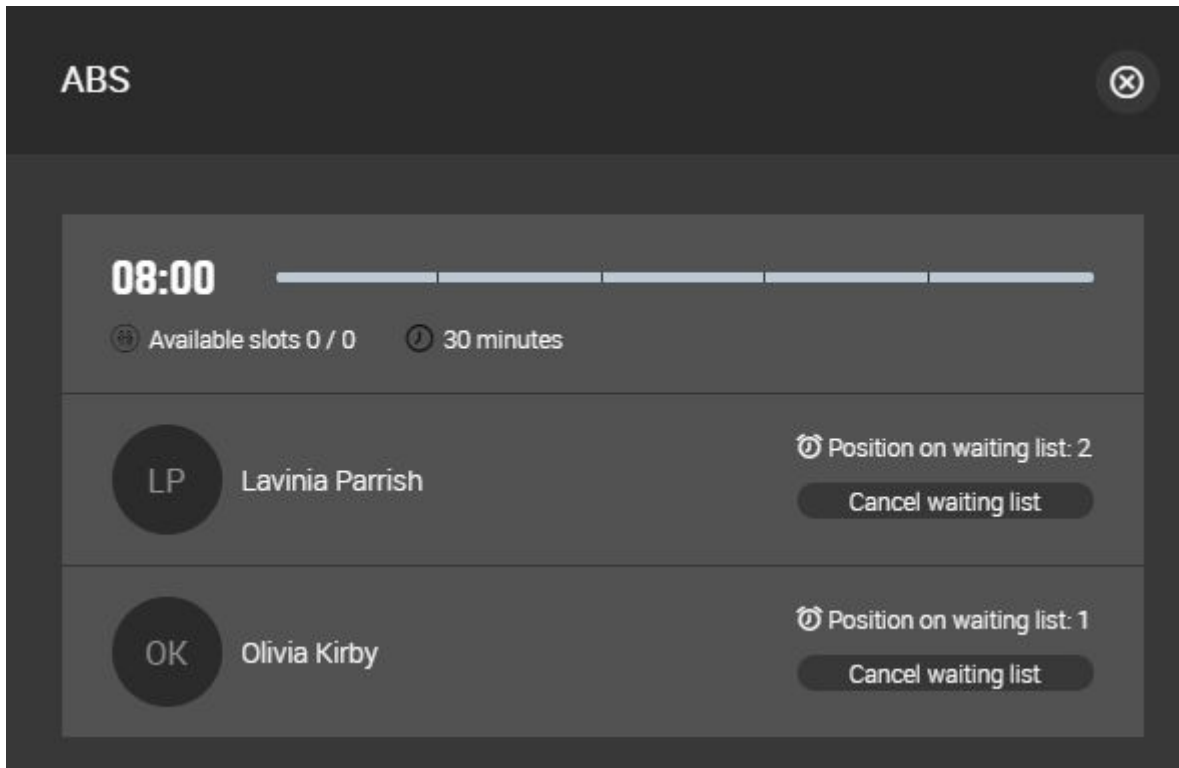 ABS
08:00
Available slots 0 / 0 30 minutes
LP Lavinia Parrish
Position on waiting list: 2
Cancel waiting list
OK Olivia Kirby
Position on waiting list: 1
Cancel waiting list